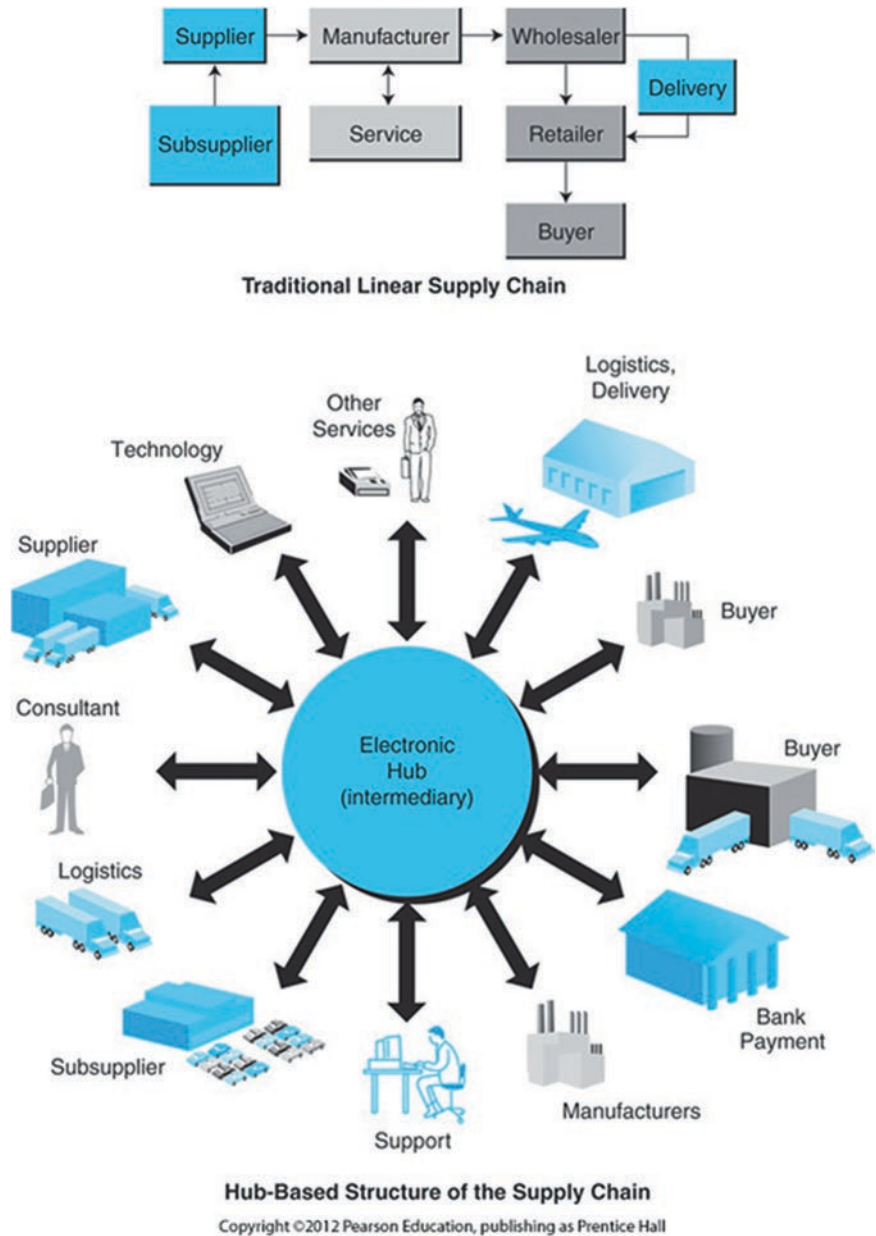 Supplier
Manufacturer
Wholesaler
Delivery
Subsupplier
Service
Retailer
Buyer
Traditional Linear Supply Chain
Logistics,
Delivery
Other
Services
Technology
Supplier
Buyer
Consultant
Electronic
Hub
(intermediary)
Buyer
Logistics
Bank
Payment
Subsupplier
Manufacturers
Support
Hub-Based Structure of the Supply Chain
Copyright ©2012 Pearson Education, publishing as Prentice Hall